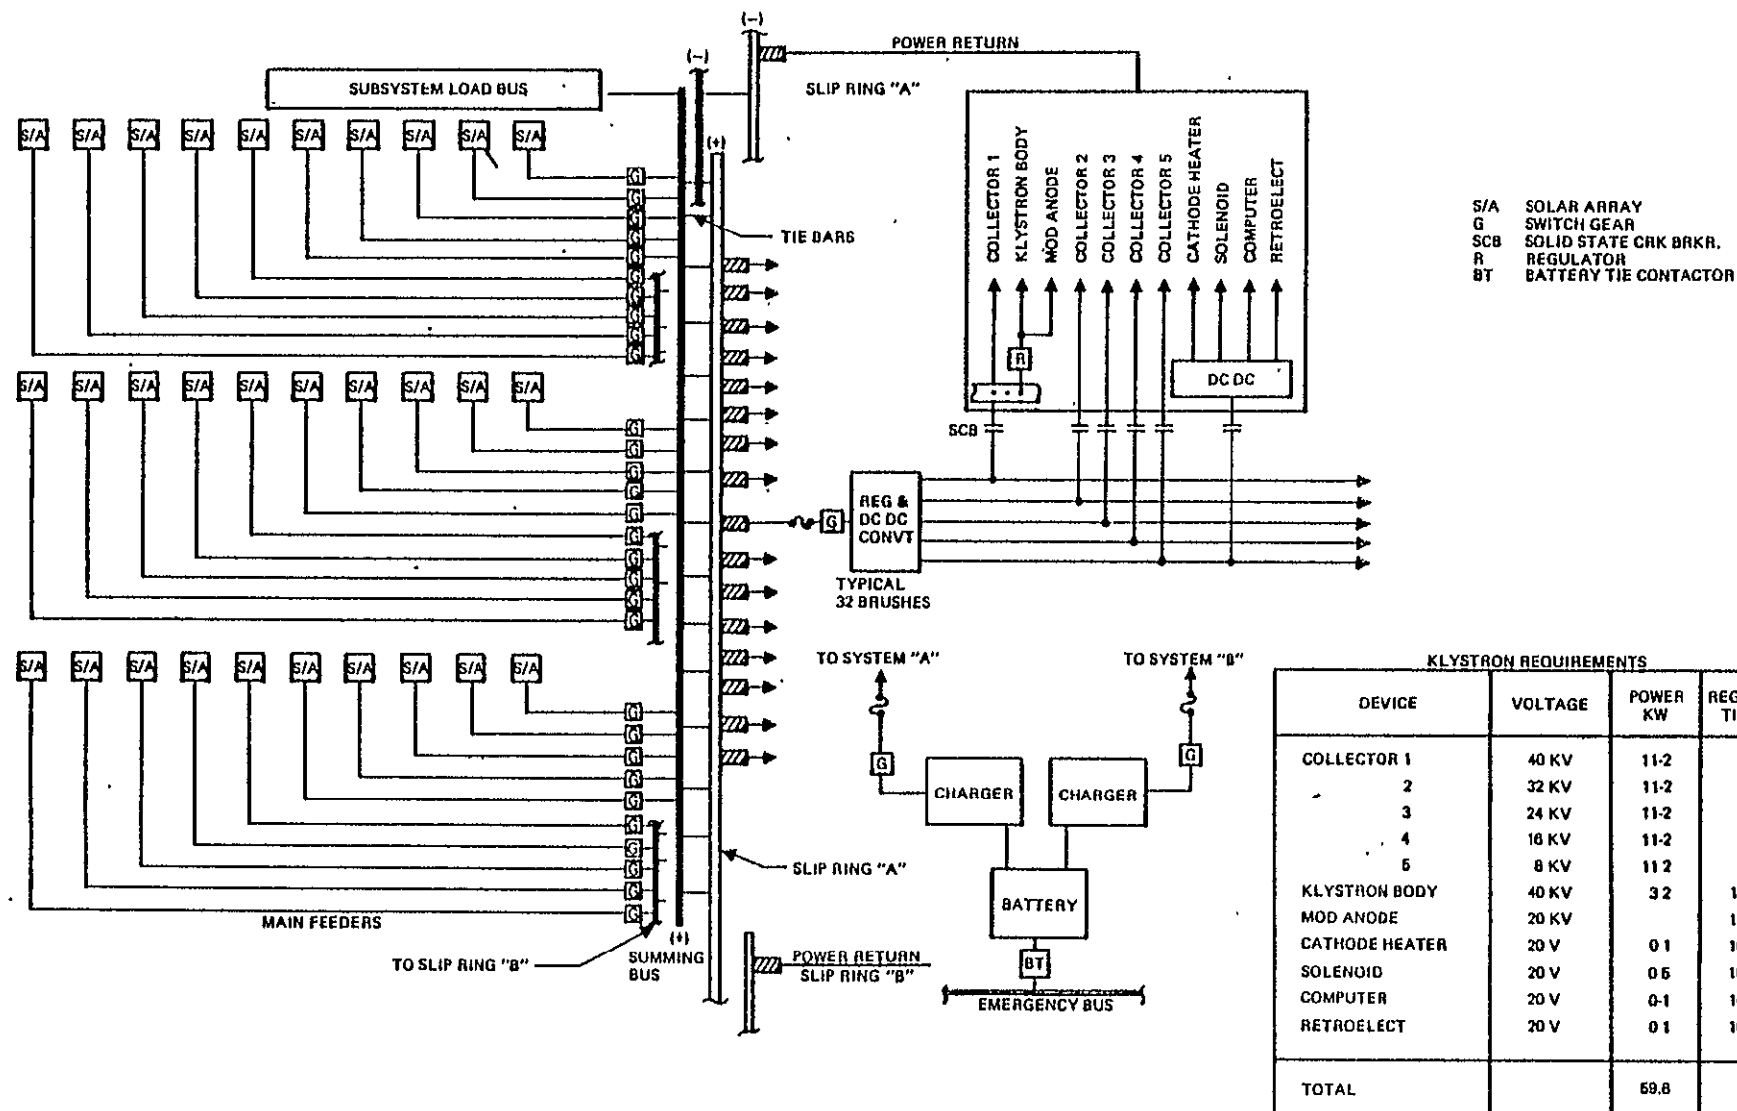 (-)
POWER RETURN
(-)
SUBSYSTEM LOAD BUS
SLIP RING "A"
S/A S/A S/A S/A S/A S/A S/A S/A S/A S/A
(+)
G
G
G
G
G
G
G
G
G
G
TIE BARS
COLLECTOR 1
KLYSTRON BODY
MOD ANODE
COLLECTOR 2
COLLECTOR 3
COLLECTOR 4
COLLECTOR 5
CATHODE HEATER
SOLENOID
COMPUTER
RETROELECT
R
DC DC
SCB
S/A SOLAR ARRAY
G SWITCH GEAR
SCB SOLID STATE CRK BRKR.
R REGULATOR
BT BATTERY TIE CONTACTOR
S/A S/A S/A S/A S/A S/A S/A S/A S/A S/A
G
G
G
G
G
G
G
G
G
G
G
REG &
DC DC
CONVT
TYPICAL
32 BRUSHES
S/A S/A S/A S/A S/A S/A S/A S/A S/A S/A
G
G
G
G
G
G
G
G
G
G
MAIN FEEDERS
TO SLIP RING "B"
(+)
SUMMING
BUS
SLIP RING "A"
POWER RETURN
SLIP RING "B"
TO SYSTEM "A"
TO SYSTEM "B"
G
G
CHARGER
CHARGER
BATTERY
BT
EMERGENCY BUS
KLYSTRON REQUIREMENTS
DEVICE VOLTAGE POWER KW
COLLECTOR 1 40 KV 11-2
2 32 KV 11-2
3 24 KV 11-2
4 16 KV 11-2
5 8 KV 11 2
KLYSTRON BODY 40 KV 3 2
MOD ANODE 20 KV
CATHODE HEATER 20 V 0 1
SOLENOID 20 V 0 5
COMPUTER 20 V 0-1
RETROELECT 20 V 0 1
TOTAL 59.8